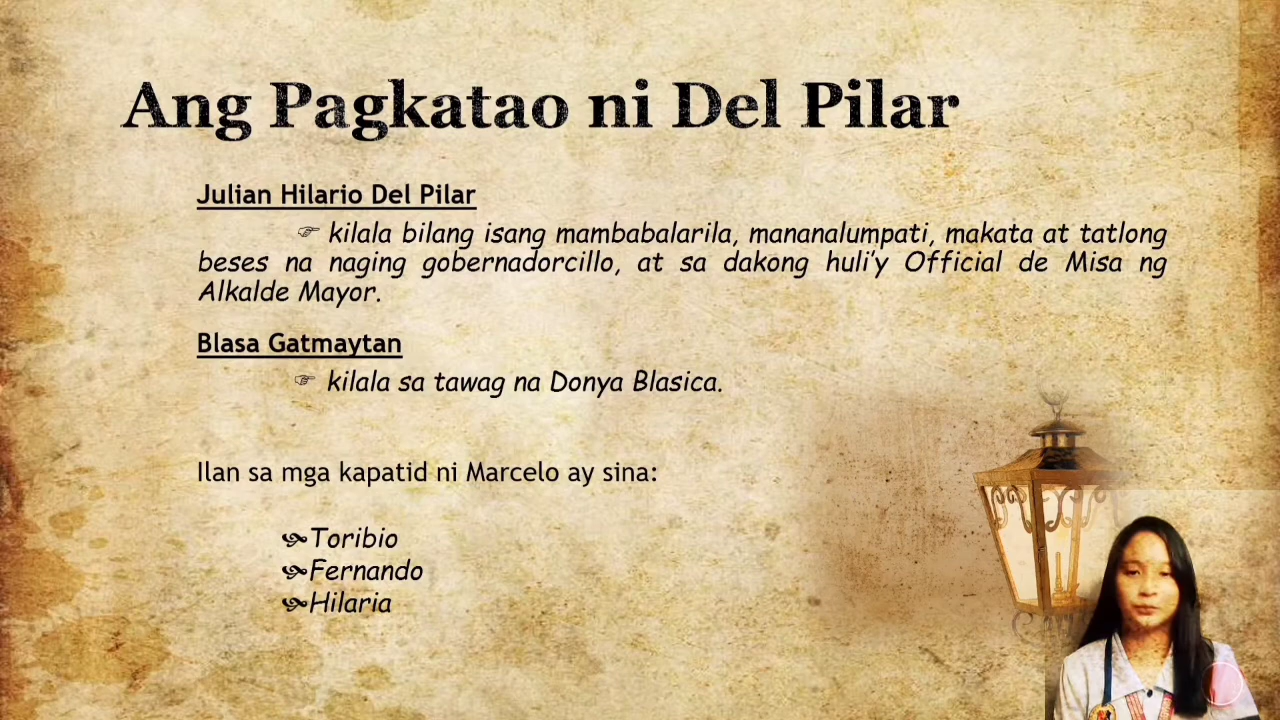 Ang Pagkatao ni Del Pilar
Julian Hilario Del Pilar
☞ kilala bilang isang mambabalarila, mananalumpati, makata at tatlong
beses na naging gobernadorcillo, at sa dakong huli'y Official de Misa ng
Alkalde Mayor.
Blasa Gatmaytan
☞ kilala sa tawag na Donya Blasica.
Ilan sa mga kapatid ni Marcelo ay sina:
Toribio
Fernando
Hilaria